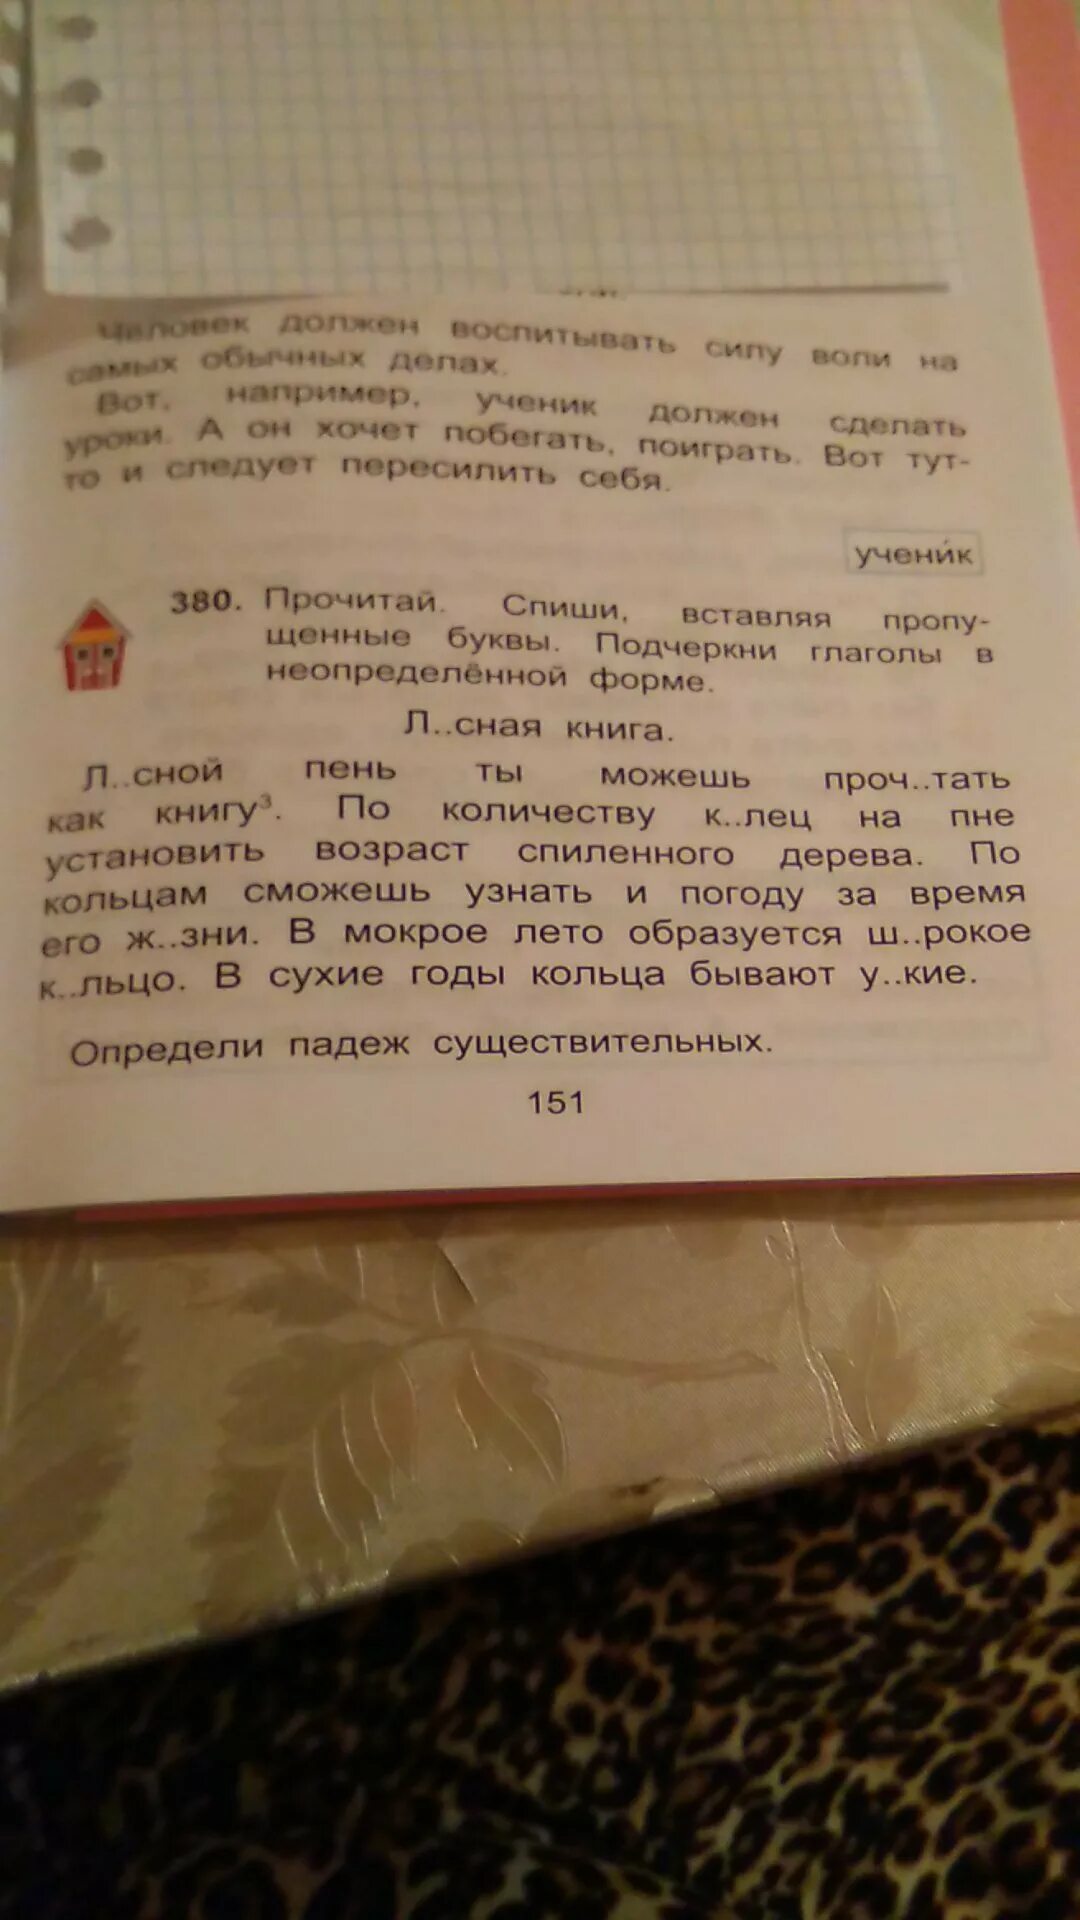 Человек должен воспитывать силу воли на
самых обычных делах.
Вот, например, ученик должен сделать
уроки. А он хочет побегать, поиграть. Вот тут-
то и следует пересилить себя.
ученик
380. Прочитай. Спиши, вставляя пропу-
щенные буквы. Подчеркни глаголы в
неопределённой форме.
Л..сная книга.
Л..сной пень ты можешь проч..тать
как книгу³. По количеству к..лец на пне
установить возраст спиленного дерева. По
кольцам сможешь узнать и погоду за время
его ж..зни. В мокрое лето образуется ш..рокое
к..льцо. В сухие годы кольца бывают у..кие.
Определи падеж существительных.
151